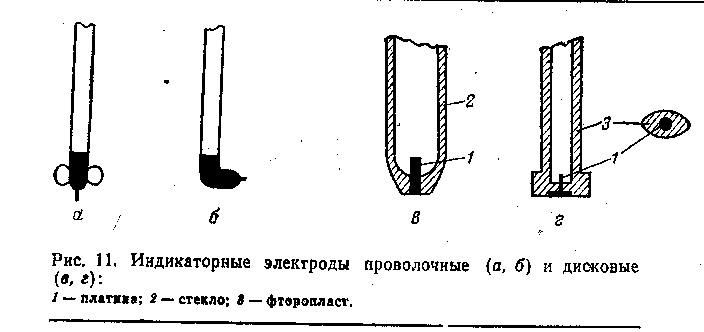 2
1
3
1
а
б
в
г
Рис. 11. Индикаторные электроды проволочные (а, б) и дисковые
(в, г):
1 — платина; 2 — стекло; 3 — фторопласт.